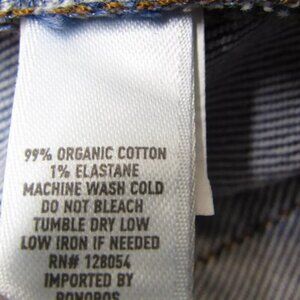 99% ORGANIC COTTON
1% ELASTANE
MACHINE WASH COLD
DO NOT BLEACH
TUMBLE DRY LOW
LOW IRON IF NEEDED
RN# 128054
IMPORTED BY
BONOBOS